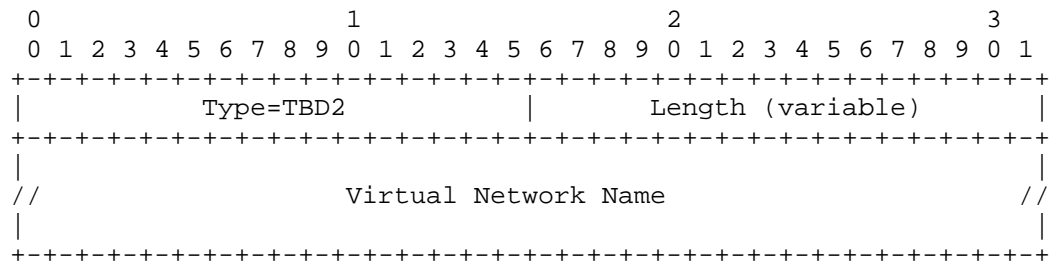 0                   1                   2                   3
 0 1 2 3 4 5 6 7 8 9 0 1 2 3 4 5 6 7 8 9 0 1 2 3 4 5 6 7 8 9 0 1
+-+-+-+-+-+-+-+-+-+-+-+-+-+-+-+-+-+-+-+-+-+-+-+-+-+-+-+-+-+-+-+-+
|           Type=TBD2           |       Length (variable)       |
+-+-+-+-+-+-+-+-+-+-+-+-+-+-+-+-+-+-+-+-+-+-+-+-+-+-+-+-+-+-+-+-+
|                                                               |
//                   Virtual Network Name                      //
|                                                               |
+-+-+-+-+-+-+-+-+-+-+-+-+-+-+-+-+-+-+-+-+-+-+-+-+-+-+-+-+-+-+-+-+